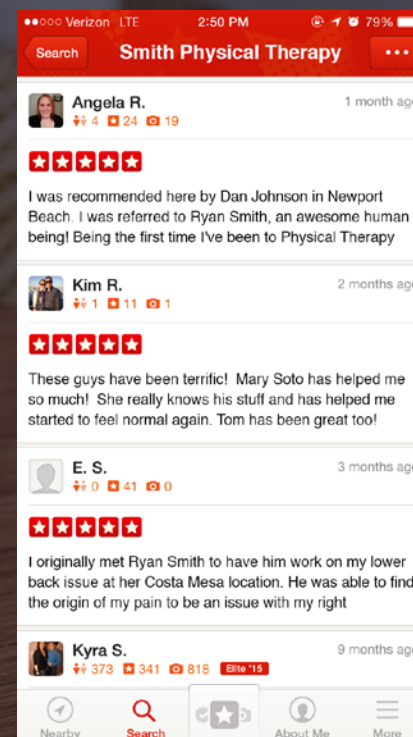 Verizon LTE 2:50 PM 79%
Search Smith Physical Therapy
Angela R. 1 month ago
4 24 19
I was recommended here by Dan Johnson in Newport
Beach. I was referred to Ryan Smith, an awesome human
being! Being the first time I've been to Physical Therapy
Kim R. 2 months ago
1 11 1
These guys have been terrific! Mary Soto has helped me
so much! She really knows his stuff and has helped me
started to feel normal again. Tom has been great too!
E. S. 3 months ago
0 41 0
I originally met Ryan Smith to have him work on my lower
back issue at her Costa Mesa location. He was able to find
the origin of my pain to be an issue with my right
Kyra S. 9 months ago
373 341 818 Elite '15
Nearby Search About Me More